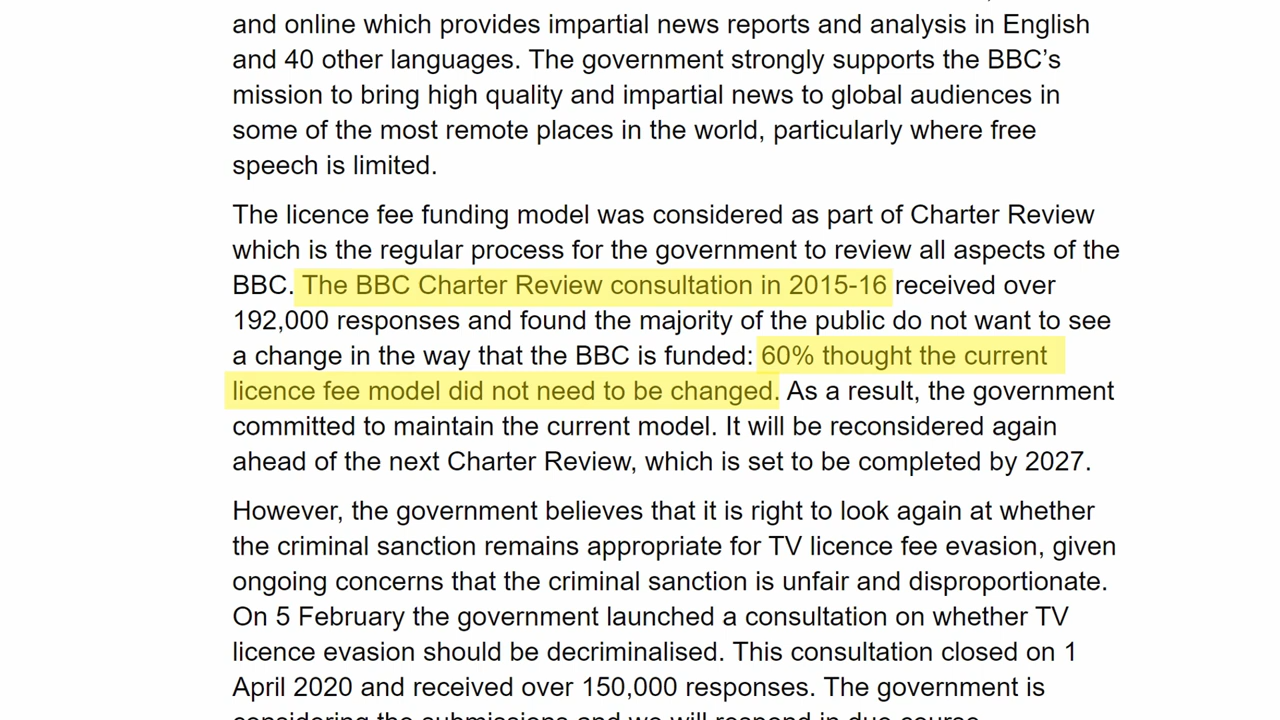 and online which provides impartial news reports and analysis in English
and 40 other languages. The government strongly supports the BBC’s
mission to bring high quality and impartial news to global audiences in
some of the most remote places in the world, particularly where free
speech is limited.
The licence fee funding model was considered as part of Charter Review
which is the regular process for the government to review all aspects of the
BBC. The BBC Charter Review consultation in 2015-16 received over
192,000 responses and found the majority of the public do not want to see
a change in the way that the BBC is funded: 60% thought the current
licence fee model did not need to be changed. As a result, the government
committed to maintain the current model. It will be reconsidered again
ahead of the next Charter Review, which is set to be completed by 2027.
However, the government believes that it is right to look again at whether
the criminal sanction remains appropriate for TV licence fee evasion, given
ongoing concerns that the criminal sanction is unfair and disproportionate.
On 5 February the government launched a consultation on whether TV
licence evasion should be decriminalised. This consultation closed on 1
April 2020 and received over 150,000 responses. The government is
considering the submissions and we will respond in due course.